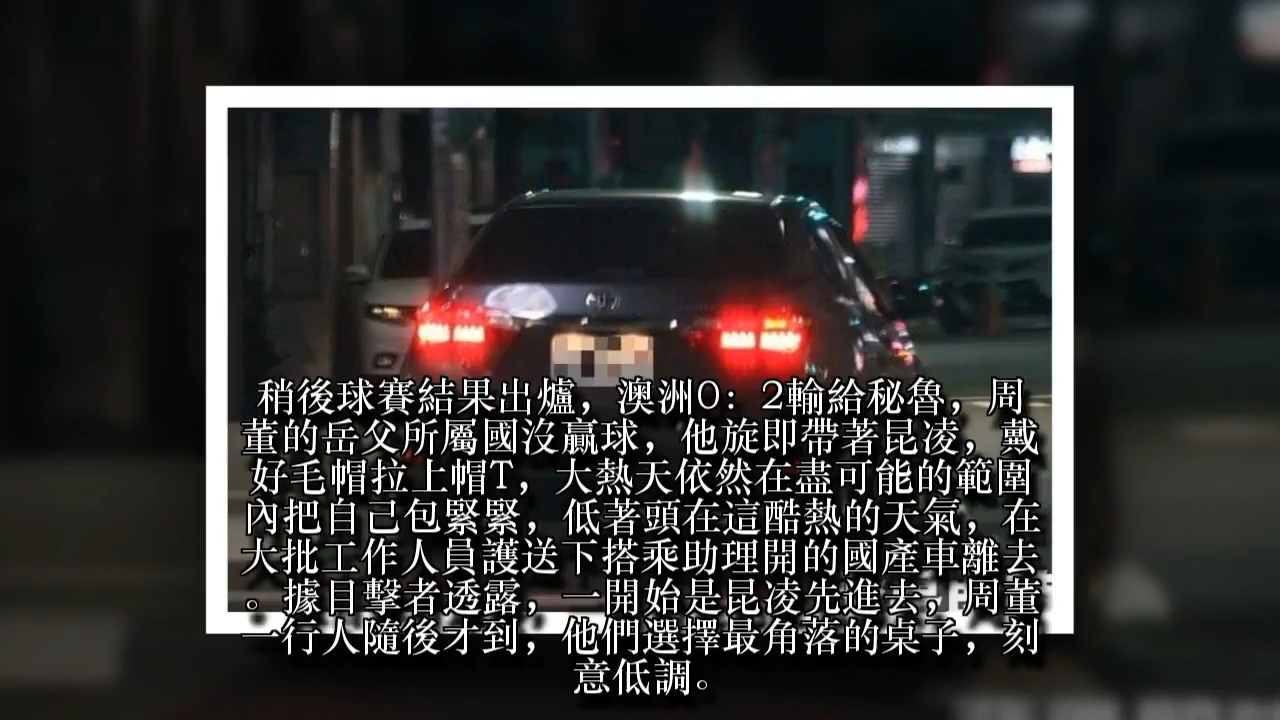 稍後球賽結果出爐，澳洲0：2輸給秘魯，周
董的岳父所屬國沒贏球，他旋即帶著昆凌，戴
好毛帽拉上帽T，大熱天依然在盡可能的範圍
內把自己包緊緊，低著頭在這酷熱的天氣，在
大批工作人員護送下搭乘助理開的國產車離去
。據目擊者透露，一開始是昆凌先進去，周董
一行人隨後才到，他們選擇最角落的桌子，刻
意低調。